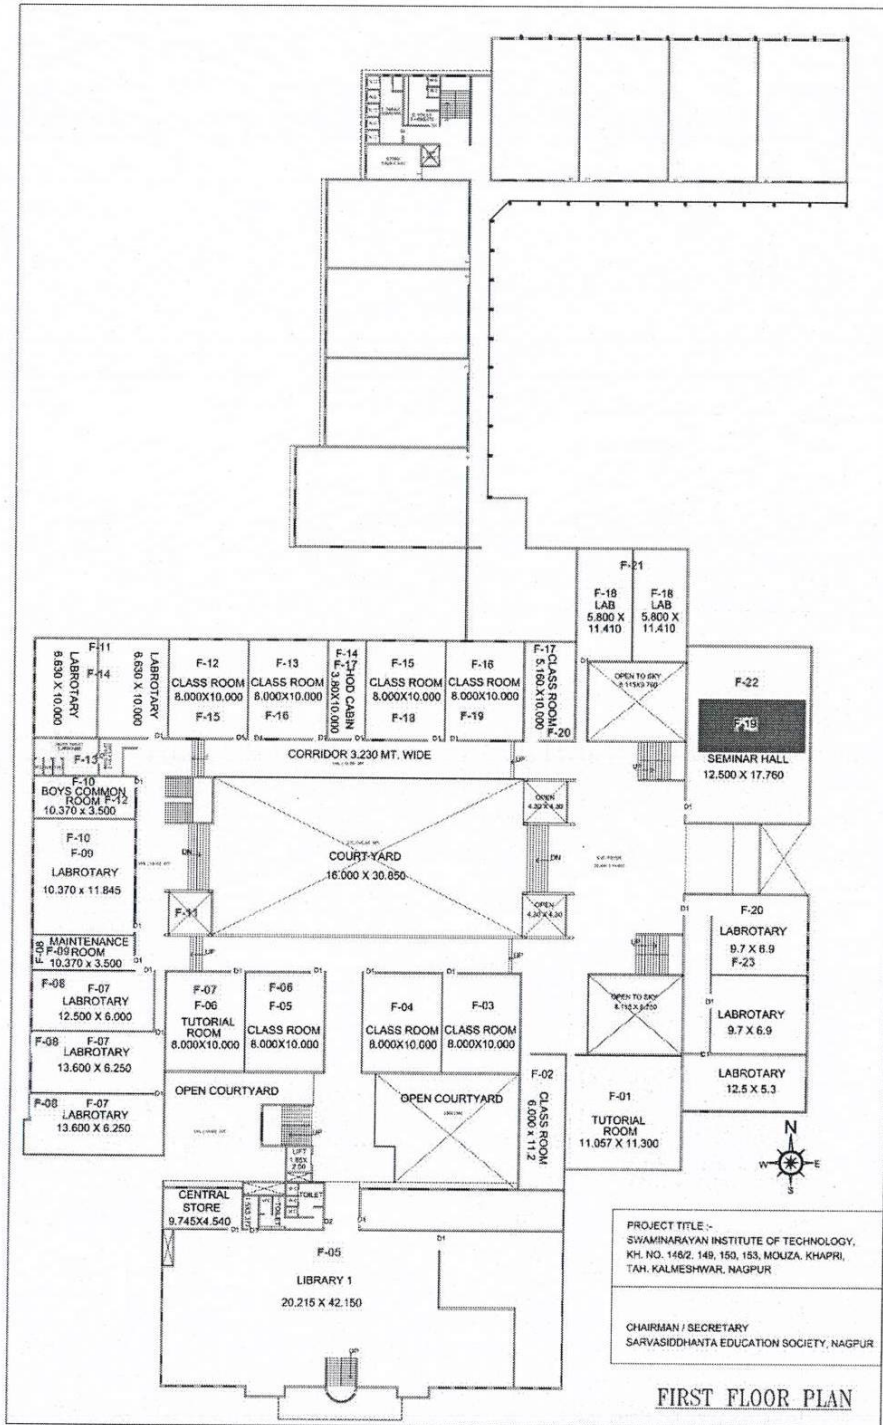 F-21
F-18
LAB
5.800 X
11.410
F-18
LAB
5.800 X
11.410
F-11
LABROTARY
6.630 X 10.000
F-14
LABROTARY
6.630 X 10.000
F-12
CLASS ROOM
8.000X10.000
F-15
F-13
CLASS ROOM
8.000X10.000
F-16
F-14
F-17
HOD CABIN
3.80X10.000
F-15
CLASS ROOM
8.000X10.000
F-18
F-16
CLASS ROOM
8.000X10.000
F-19
F-17
CLASS ROOM
5.160X10.000
F-20
OPEN TO SKY
F-22
F-19
SEMINAR HALL
12.500 X 17.760
CORRIDOR 3.230 MT. WIDE
UP
UP
F-13
F-10
BOYS COMMON
ROOM F-12
10.370 x 3.500
OPEN
4.30 X 4.30
F-10
F-09
LABROTARY
10.370 x 11.845
DN
COURT-YARD
16.000 X 30.850
DN
F-11
OPEN
4.30 X 4.30
F-08
MAINTENANCE
F-09 ROOM
10.370 x 3.500
UP
UP
UP
F-20
LABROTARY
9.7 X 6.9
F-23
F-08
F-07
LABROTARY
12.500 X 6.000
F-07
F-06
TUTORIAL
ROOM
8.000X10.000
F-06
F-05
CLASS ROOM
8.000X10.000
F-04
CLASS ROOM
8.000X10.000
F-03
CLASS ROOM
8.000X10.000
OPEN TO SKY
LABROTARY
9.7 X 6.9
F-08
F-07
LABROTARY
13.600 X 6.250
LABROTARY
12.5 X 5.3
OPEN COURTYARD
OPEN COURTYARD
F-02
CLASS ROOM
6.000 X 11.2
F-01
TUTORIAL
ROOM
11.057 X 11.300
F-08
F-07
LABROTARY
13.600 X 6.250
UP
LIFT
N
W
E
S
CENTRAL
STORE
9.745X4.540
TOILET
TOILET
D2
D1
D1
F-05
LIBRARY 1
20.215 X 42.150
UP
PROJECT TITLE :-
SWAMINARAYAN INSTITUTE OF TECHNOLOGY,
KH. NO. 146/2, 149, 150, 153, MOUZA. KHAPRI,
TAH. KALMESHWAR, NAGPUR
CHAIRMAN / SECRETARY
SARVASIDDHANTA EDUCATION SOCIETY, NAGPUR
FIRST FLOOR PLAN